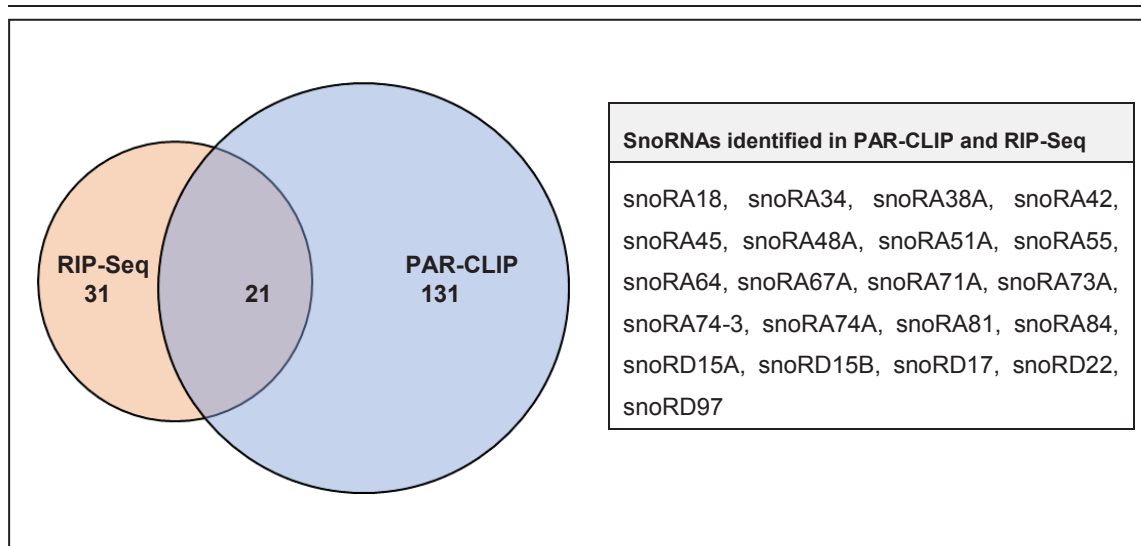 RIP-Seq
31
21
PAR-CLIP
131
SnoRNAs identified in PAR-CLIP and RIP-Seq
snoRA18, snoRA34, snoRA38A, snoRA42,
snoRA45, snoRA48A, snoRA51A, snoRA55,
snoRA64, snoRA67A, snoRA71A, snoRA73A,
snoRA74-3, snoRA74A, snoRA81, snoRA84,
snoRD15A, snoRD15B, snoRD17, snoRD22,
snoRD97